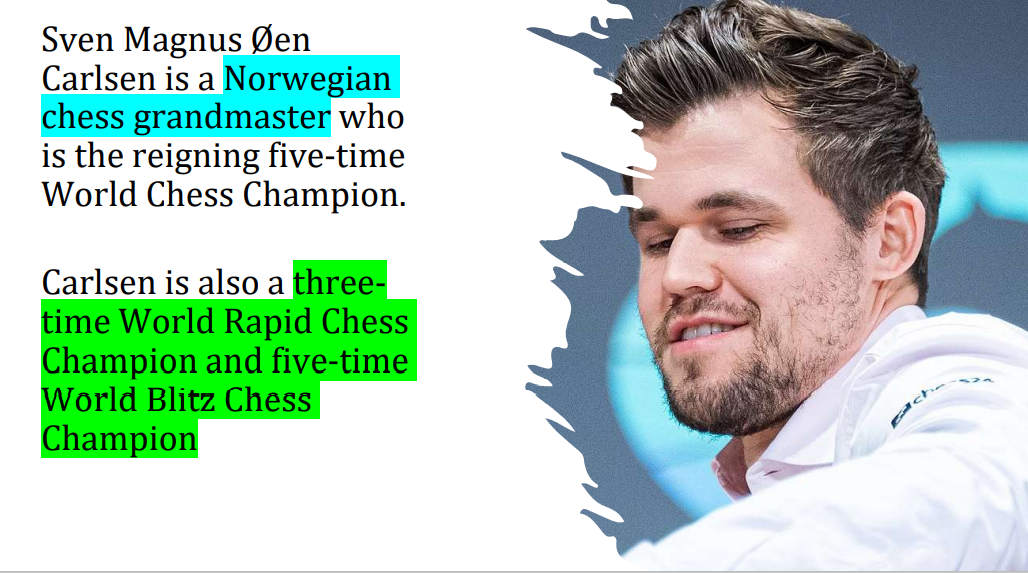 Sven Magnus Øen
Carlsen is a Norwegian
chess grandmaster who
is the reigning five-time
World Chess Champion.
Carlsen is also a three-
time World Rapid Chess
Champion and five-time
World Blitz Chess
Champion
chess24